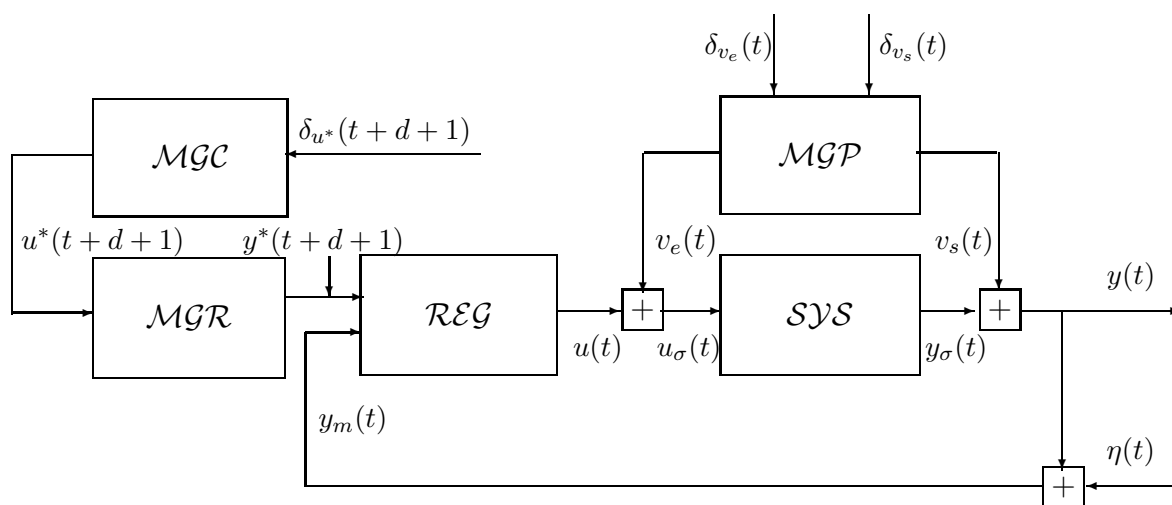 δ_{v_e}(t) δ_{v_s}(t)
ℳ𝒢𝒞 δ_{u*}(t + d + 1) ℳ𝒢𝒫
u*(t + d + 1) y*(t + d + 1) v_e(t) v_s(t)
y(t)
ℳ𝒢ℛ ℛℰ𝒢 + 𝒮𝒴𝒮 +
u(t) u_σ(t) y_σ(t)
y_m(t)
η(t)
+